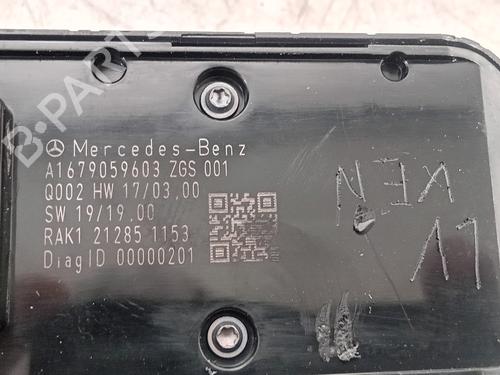 Mercedes-Benz
A1679059603 ZGS 001
Q002 HW 17/03.00
SW 19/19.00
RAK1 21285 1153
DiagID 00000201
B-PARTS